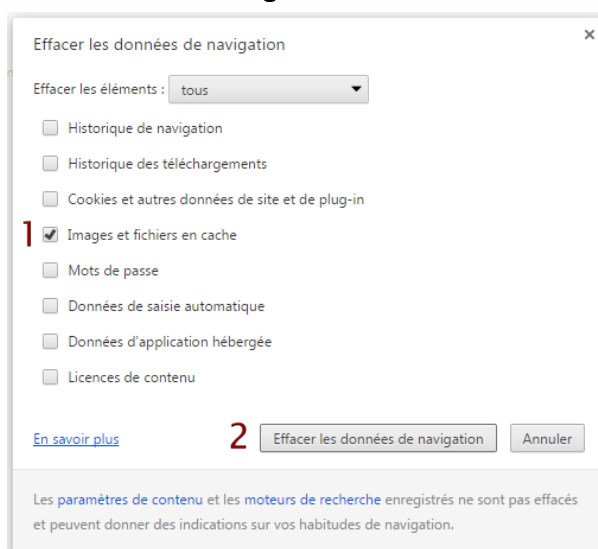 Effacer les données de navigation
×
Effacer les éléments : tous
Historique de navigation
Historique des téléchargements
Cookies et autres données de site et de plug-in
1 Images et fichiers en cache
Mots de passe
Données de saisie automatique
Données d'application hébergée
Licences de contenu
En savoir plus 2 Effacer les données de navigation Annuler
Les paramètres de contenu et les moteurs de recherche enregistrés ne sont pas effacés
et peuvent donner des indications sur vos habitudes de navigation.